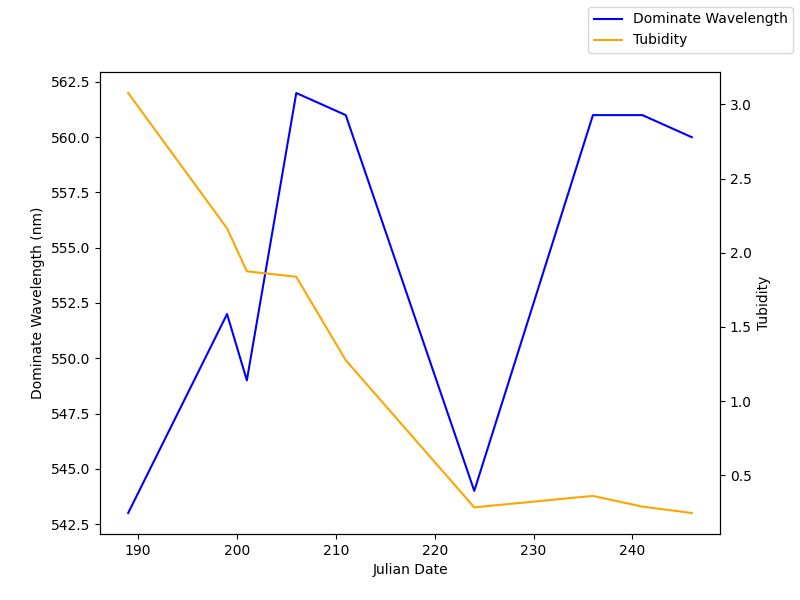 Dominate Wavelength
Tubidity
562.5
560.0
557.5
555.0
552.5
550.0
547.5
545.0
542.5
Dominate Wavelength (nm)
3.0
2.5
2.0
1.5
1.0
0.5
Tubidity
190 200 210 220 230 240
Julian Date